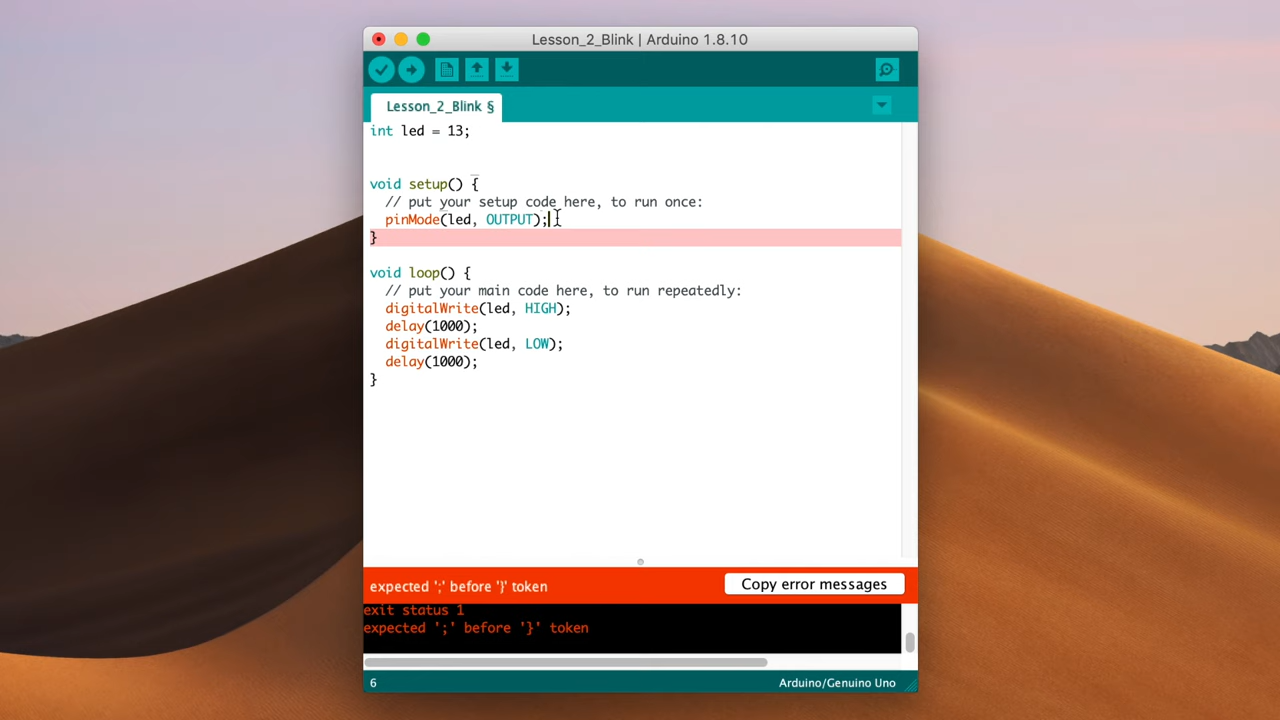 Lesson_2_Blink | Arduino 1.8.10
Lesson_2_Blink §
int led = 13;
void setup() {
  // put your setup code here, to run once:
  pinMode(led, OUTPUT);
}
void loop() {
  // put your main code here, to run repeatedly:
  digitalWrite(led, HIGH);
  delay(1000);
  digitalWrite(led, LOW);
  delay(1000);
}
expected ';' before '}' token
Copy error messages
exit status 1
expected ';' before '}' token
6
Arduino/Genuino Uno